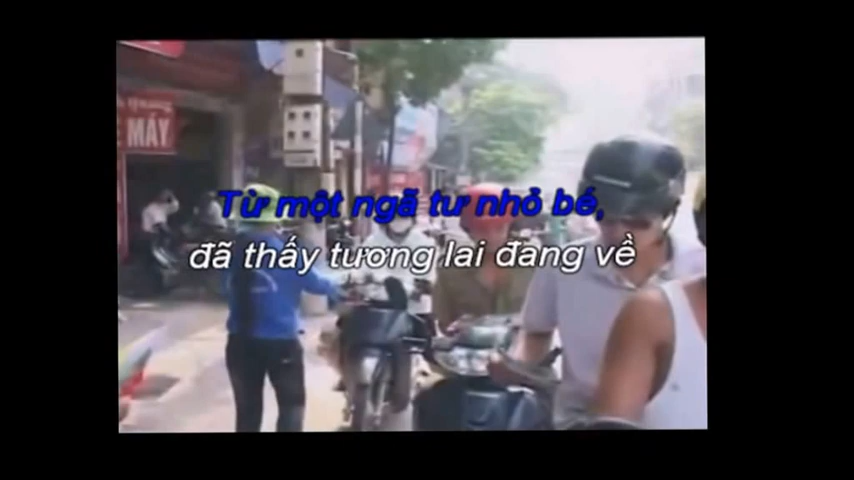 MÁY
Từ một ngã tư nhỏ bé,
đã thấy tương lai đang về